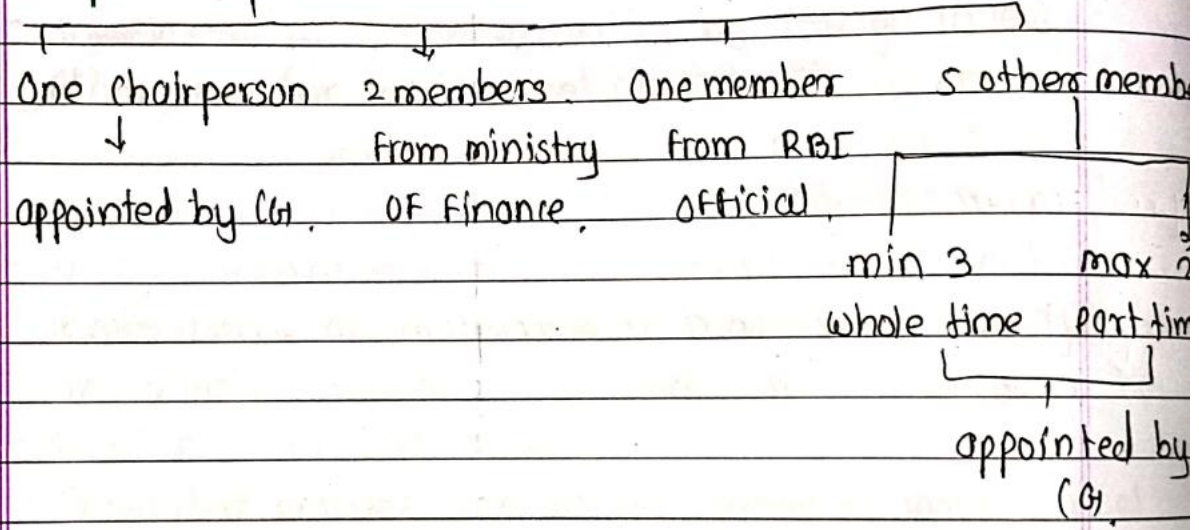 One Chairperson 2 members. One member 5 other memb
from ministry from RBI
appointed by CG. of Finance. official.
min 3 max 2
whole time part tim
appointed by
CG.